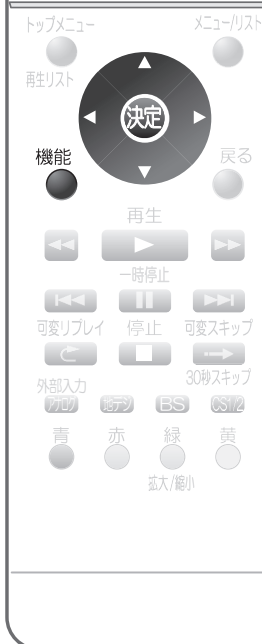 トップメニュー メニュー/リスト
再生リスト
決定
機能 戻る
再生
一時停止
可変リプレイ 停止 可変スキップ
30秒スキップ
外部入力
アナログ 地デジ BS CS1/2
青 赤 緑 黄
拡大/縮小